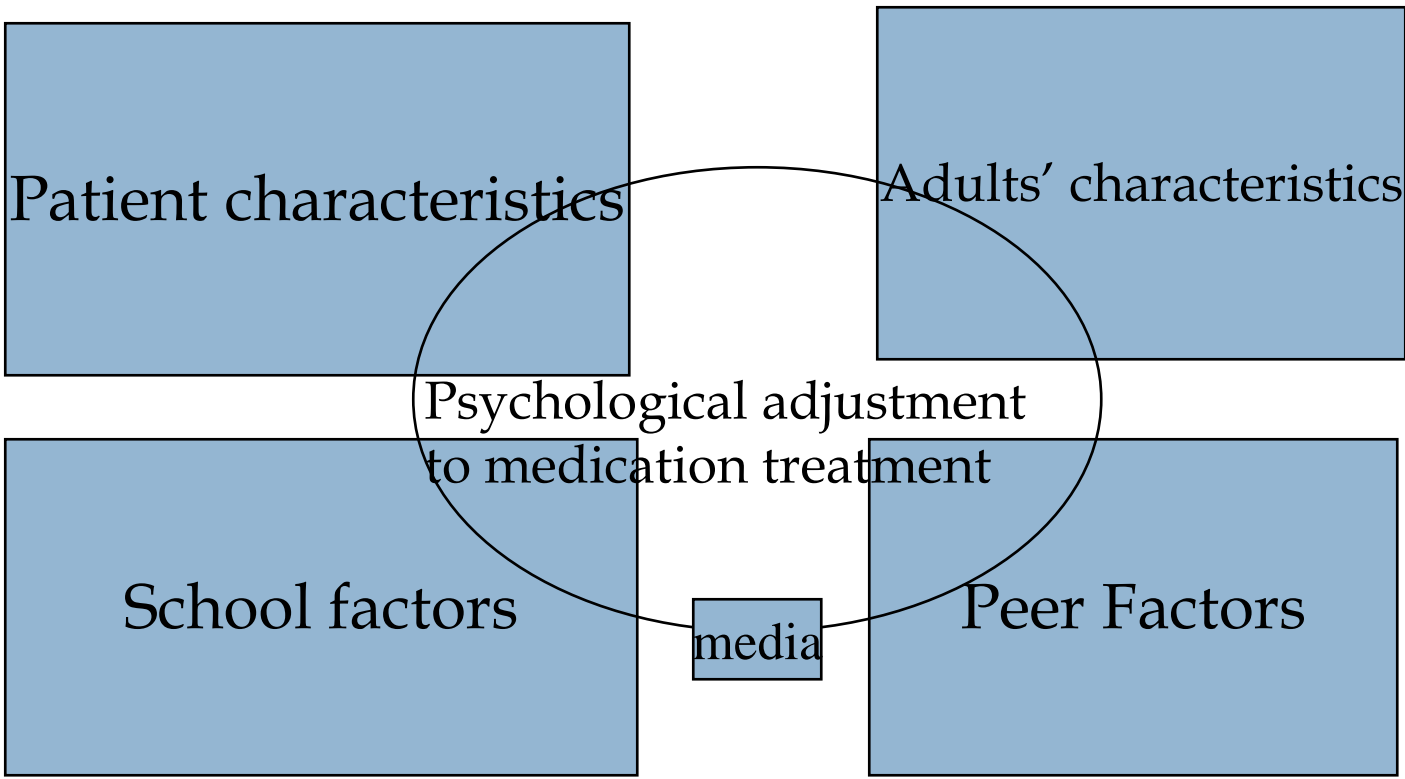 Patient characteristics
Adults’ characteristics
Psychological adjustment
to medication treatment
School factors
media
Peer Factors